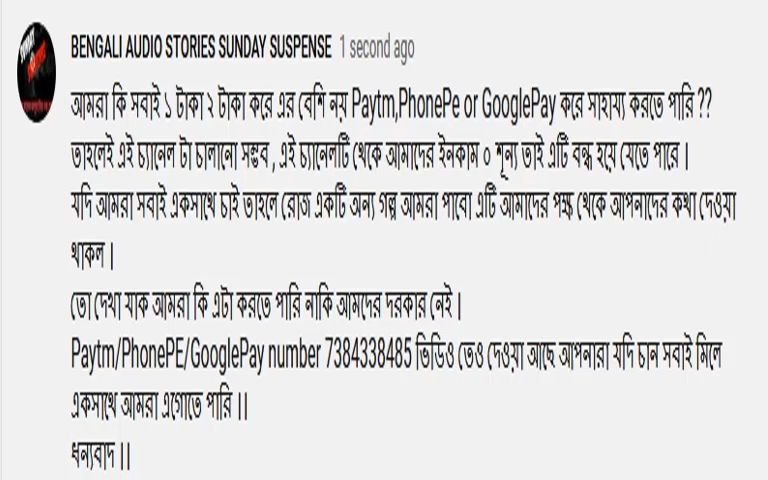 BENGALI AUDIO STORIES SUNDAY SUSPENSE 1 second ago
আমরা কি সবাই ১ টাকা ২ টাকা করে এর বেশি নয় Paytm,PhonePe or GooglePay করে সাহায্য করতে পারি ??
তাহলেই এই চ্যানেল টা চালানো সম্ভব , এই চ্যানেলটি থেকে আমাদের ইনকাম ০ শূন্য তাই এটি বন্ধ হয়ে যেতে পারে |
যদি আমরা সবাই একসাথে চাই তাহলে রোজ একটি অন্য গল্প আমরা পাবো এটি আমাদের পক্ষ থেকে আপনাদের কথা দেওয়া
থাকল |
তো দেখা যাক আমরা কি এটা করতে পারি নাকি আমদের দরকার নেই |
Paytm/PhonePE/GooglePay number 7384338485 ভিডিও তেও দেওয়া আছে আপনারা যদি চান সবাই মিলে
একসাথে আমরা এগোতে পারি ||
ধন্যবাদ ||